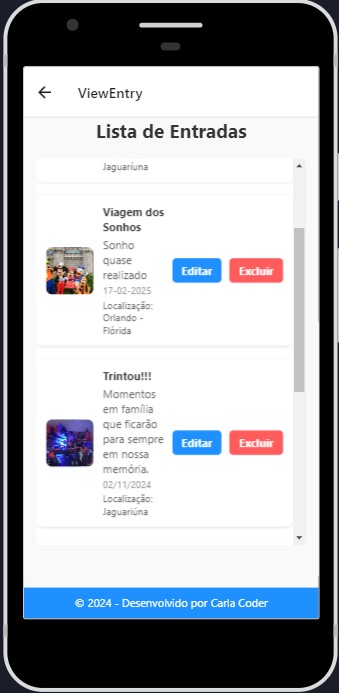 ViewEntry
Lista de Entradas
Jaguariuna
Viagem dos
Sonhos
Sonho
quase
realizado
17-02-2025
Localização:
Orlando -
Flórida
Editar
Excluir
Trintou!!!
Momentos
em família
que ficarão
para sempre
em nossa
memória.
02/11/2024
Localização:
Jaguariúna
Editar
Excluir
© 2024 - Desenvolvido por Carla Coder